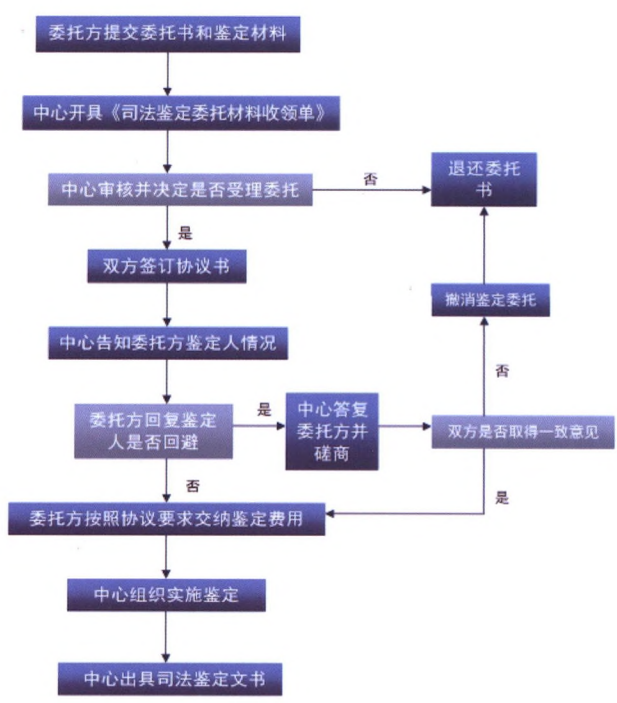 委托方提交委托书和鉴定材料
中心开具《司法鉴定委托材料收领单》
中心审核并决定是否受理委托
否
退还委托
书
是
双方签订协议书
撤消鉴定委托
中心告知委托方鉴定人情况
否
委托方回复鉴定
人是否回避
是
中心答复
委托方并
磋商
双方是否取得一致意见
否
是
委托方按照协议要求交纳鉴定费用
中心组织实施鉴定
中心出具司法鉴定文书